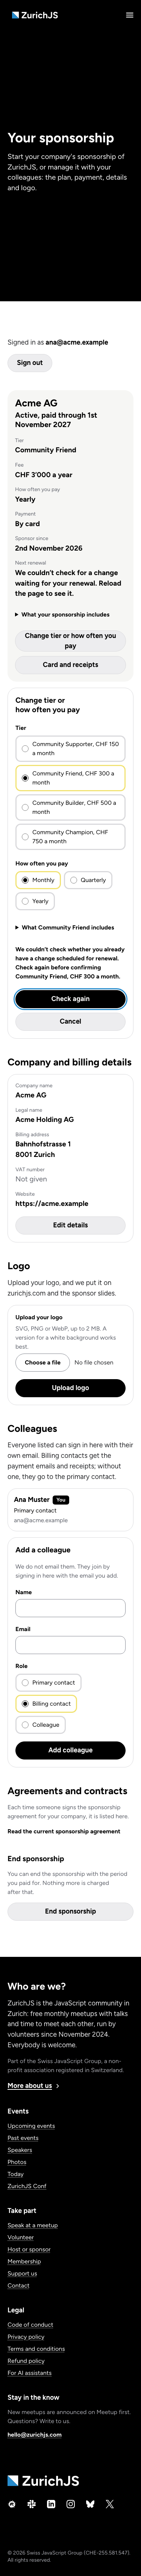 ZurichJS
Your sponsorship
Start your company's sponsorship of
ZurichJS, or manage it with your
colleagues: the plan, payment, details
and logo.
Signed in as ana@acme.example
Sign out
Acme AG
Active, paid through 1st
November 2027
Tier
Community Friend
Fee
CHF 3'000 a year
How often you pay
Yearly
Payment
By card
Sponsor since
2nd November 2026
Next renewal
We couldn't check for a change
waiting for your renewal. Reload
the page to see it.
What your sponsorship includes
Change tier or how often you
pay
Card and receipts
Change tier or
how often you pay
Tier
Community Supporter, CHF 150
a month
Community Friend, CHF 300 a
month
Community Builder, CHF 500 a
month
Community Champion, CHF
750 a month
How often you pay
Monthly
Quarterly
Yearly
What Community Friend includes
We couldn't check whether you already
have a change scheduled for renewal.
Check again before confirming
Community Friend, CHF 300 a month.
Check again
Cancel
Company and billing details
Company name
Acme AG
Legal name
Acme Holding AG
Billing address
Bahnhofstrasse 1
8001 Zurich
VAT number
Not given
Website
https://acme.example
Edit details
Logo
Upload your logo, and we put it on
zurichjs.com and the sponsor slides.
Upload your logo
SVG, PNG or WebP, up to 2 MB. A
version for a white background works
best.
Choose a file
No file chosen
Upload logo
Colleagues
Everyone listed can sign in here with their
own email. Billing contacts get the
payment emails and receipts; without
one, they go to the primary contact.
Ana Muster You
Primary contact
ana@acme.example
Add a colleague
We do not email them. They join by
signing in here with the email you add.
Name
Email
Role
Primary contact
Billing contact
Colleague
Add colleague
Agreements and contracts
Each time someone signs the sponsorship
agreement for your company, it is listed here.
Read the current sponsorship agreement
End sponsorship
You can end the sponsorship with the period
you paid for. Nothing more is charged
after that.
End sponsorship
Who are we?
ZurichJS is the JavaScript community in
Zurich: free monthly meetups with talks
and time to meet each other, run by
volunteers since November 2024.
Everybody is welcome.
Part of the Swiss JavaScript Group, a non-
profit association registered in Switzerland.
More about us
Events
Upcoming events
Past events
Speakers
Photos
Today
ZurichJS Conf
Take part
Speak at a meetup
Volunteer
Host or sponsor
Membership
Support us
Contact
Legal
Code of conduct
Privacy policy
Terms and conditions
Refund policy
For AI assistants
Stay in the know
New meetups are announced on Meetup first.
Questions? Write to us.
hello@zurichjs.com
ZurichJS
© 2026 Swiss JavaScript Group (CHE-255.581.547).
All rights reserved.